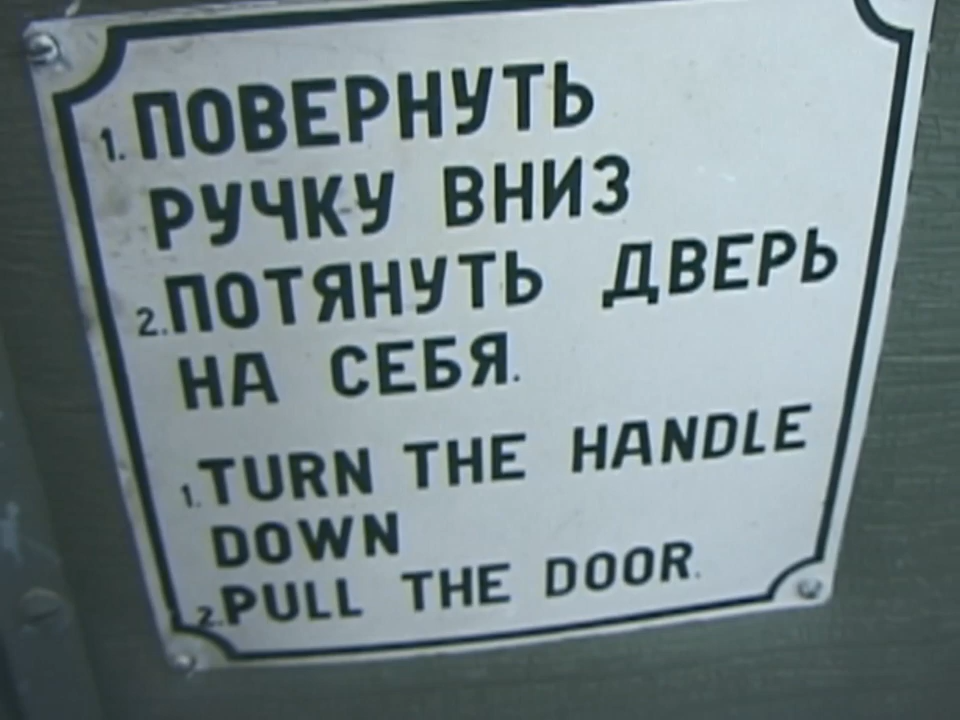 1. ПОВЕРНУТЬ
РУЧКУ ВНИЗ
2. ПОТЯНУТЬ ДВЕРЬ
НА СЕБЯ.
1. TURN THE HANDLE
DOWN
2. PULL THE DOOR.